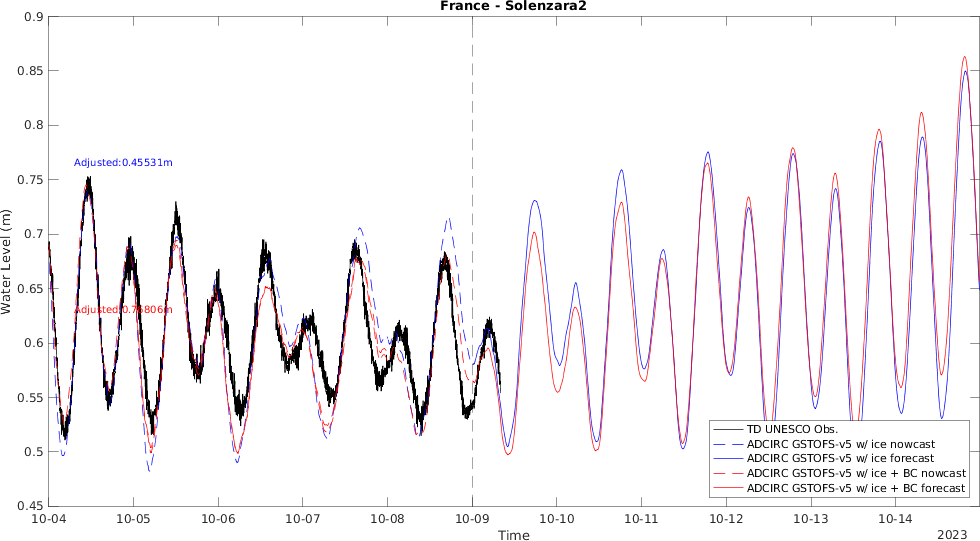 France - Solenzara2
0.9
0.85
0.8
0.75
0.7
0.65
0.6
0.55
0.5
0.45
Water Level (m)
Adjusted:0.45531m
Adjusted:0.76806m
TD UNESCO Obs.
ADCIRC GSTOFS-v5 w/ ice nowcast
ADCIRC GSTOFS-v5 w/ ice forecast
ADCIRC GSTOFS-v5 w/ ice + BC nowcast
ADCIRC GSTOFS-v5 w/ ice + BC forecast
10-04 10-05 10-06 10-07 10-08 10-09 10-10 10-11 10-12 10-13 10-14
Time
2023